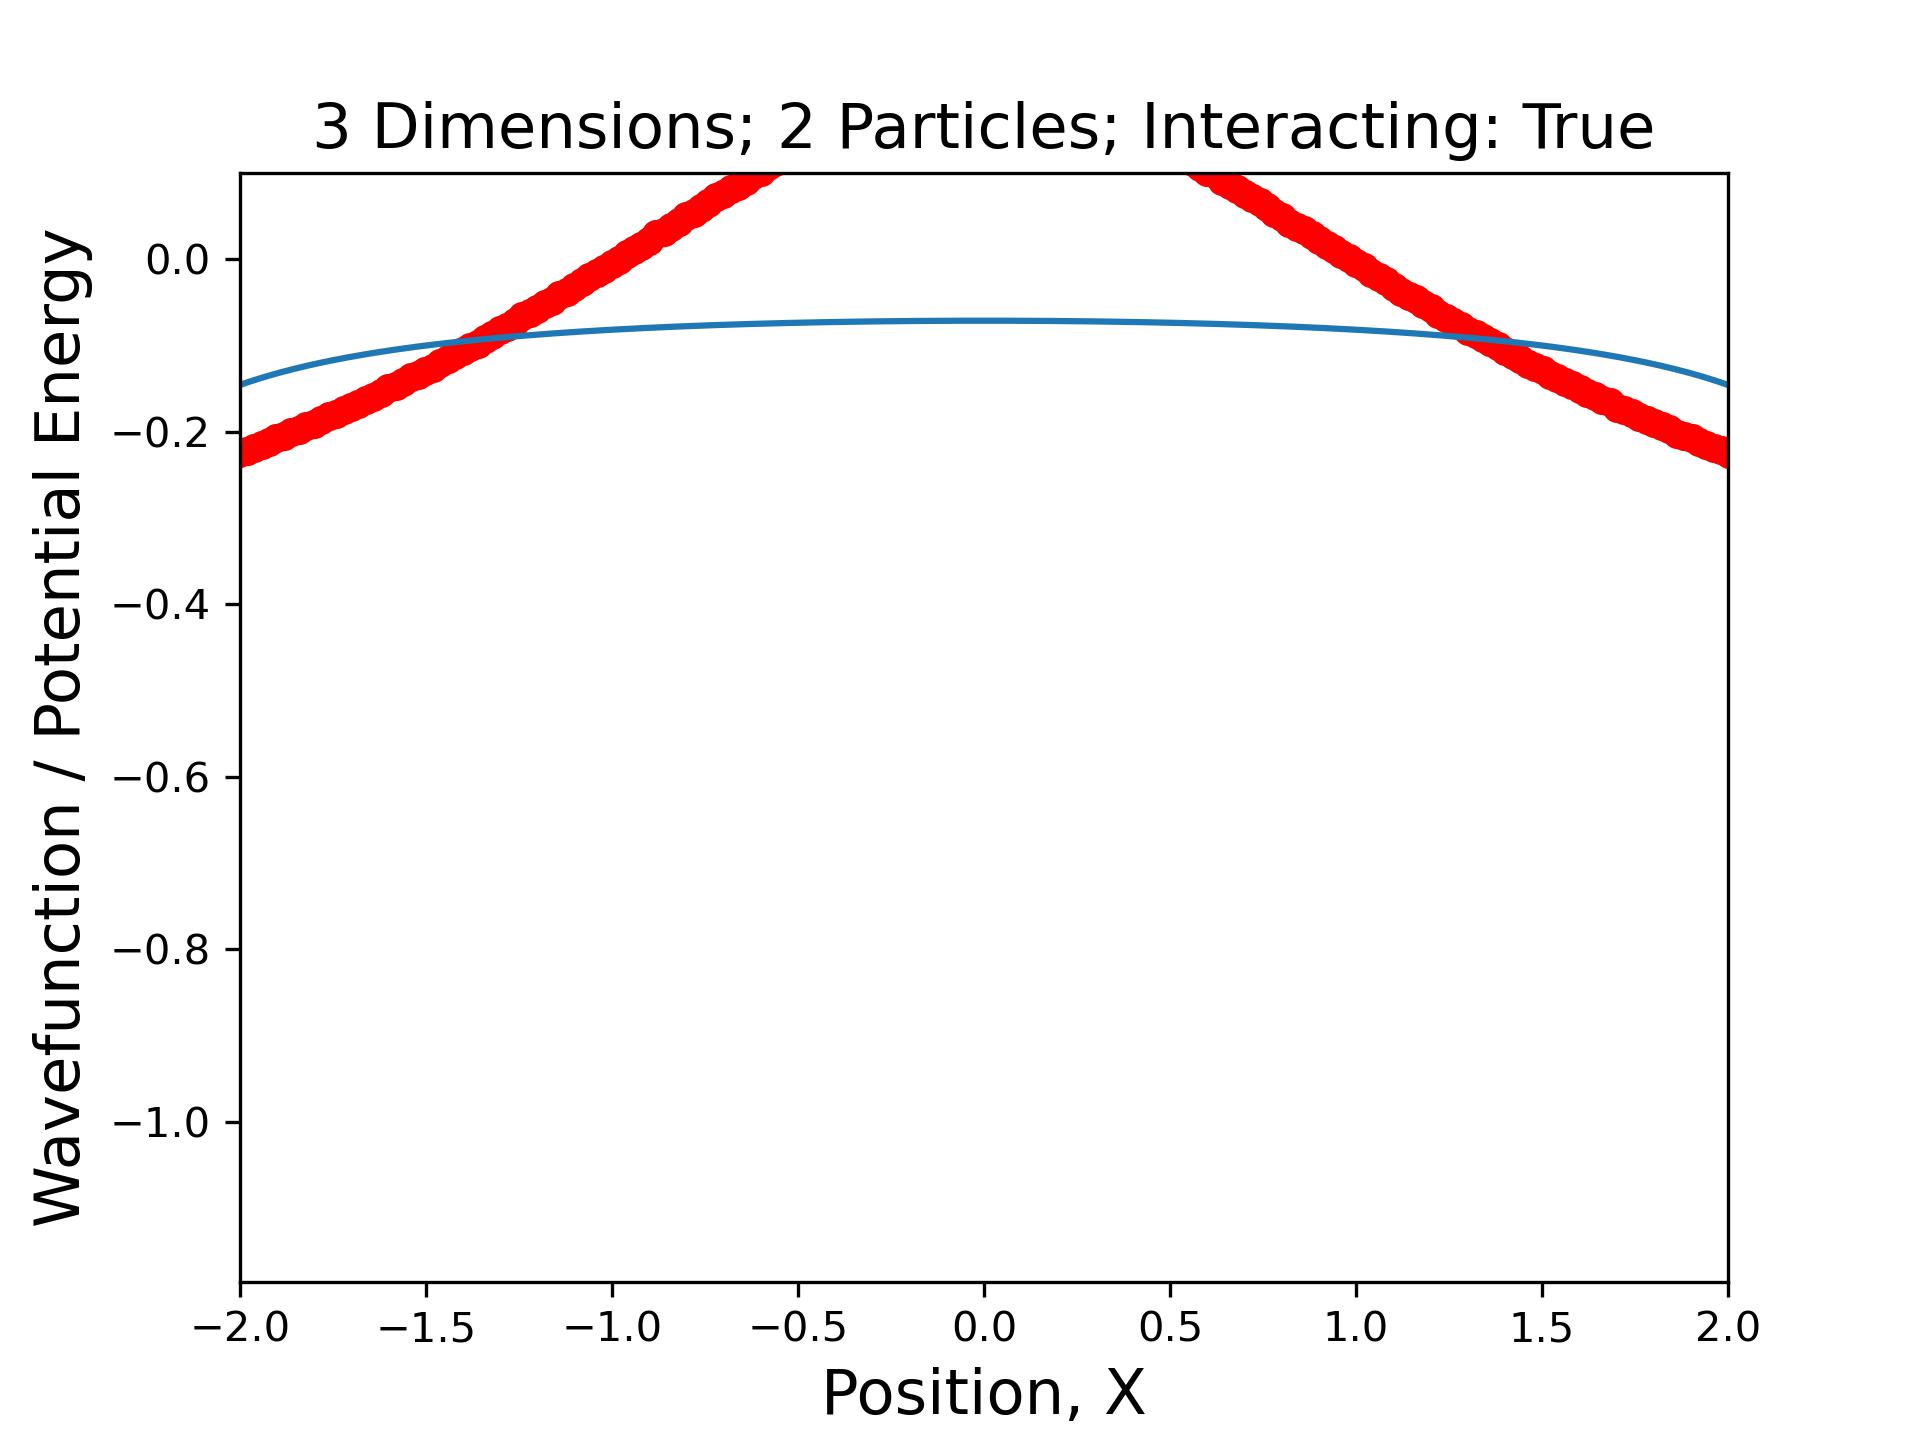 3 Dimensions; 2 Particles; Interacting: True
Wavefunction / Potential Energy
0.0
−0.2
−0.4
−0.6
−0.8
−1.0
−2.0 −1.5 −1.0 −0.5 0.0 0.5 1.0 1.5 2.0
Position, X